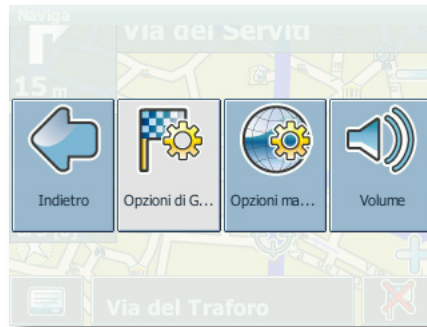 Naviga
Via dei Serviti
15 m
Indietro
Opzioni di G...
Opzioni ma...
Volume
Via del Traforo